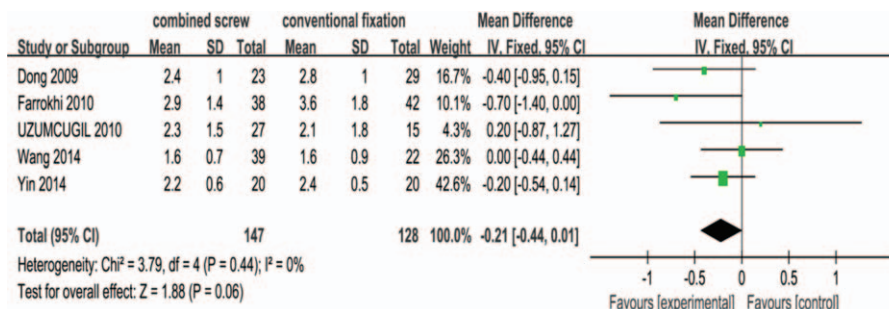 combined screw conventional fixation Mean Difference Mean Difference
Study or Subgroup Mean SD Total Mean SD Total Weight IV. Fixed. 95% CI IV. Fixed. 95% CI
Dong 2009 2.4 1 23 2.8 1 29 16.7% -0.40 [-0.95, 0.15]
Farrokhi 2010 2.9 1.4 38 3.6 1.8 42 10.1% -0.70 [-1.40, 0.00]
UZUMCUGIL 2010 2.3 1.5 27 2.1 1.8 15 4.3% 0.20 [-0.87, 1.27]
Wang 2014 1.6 0.7 39 1.6 0.9 22 26.3% 0.00 [-0.44, 0.44]
Yin 2014 2.2 0.6 20 2.4 0.5 20 42.6% -0.20 [-0.54, 0.14]
Total (95% CI) 147 128 100.0% -0.21 [-0.44, 0.01]
Heterogeneity: Chi² = 3.79, df = 4 (P = 0.44); I² = 0%
Test for overall effect: Z = 1.88 (P = 0.06)
-1 -0.5 0 0.5 1
Favours [experimental] Favours [control]